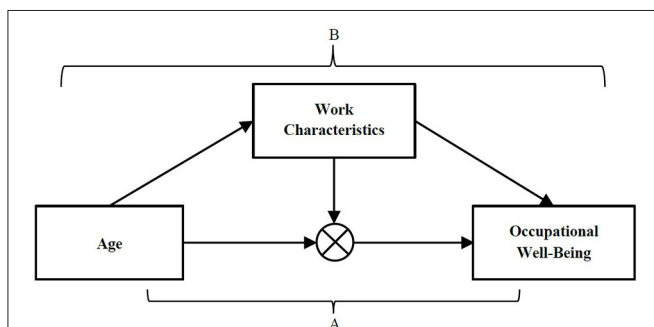 B
Work
Characteristics
Age
Occupational
Well-Being
A